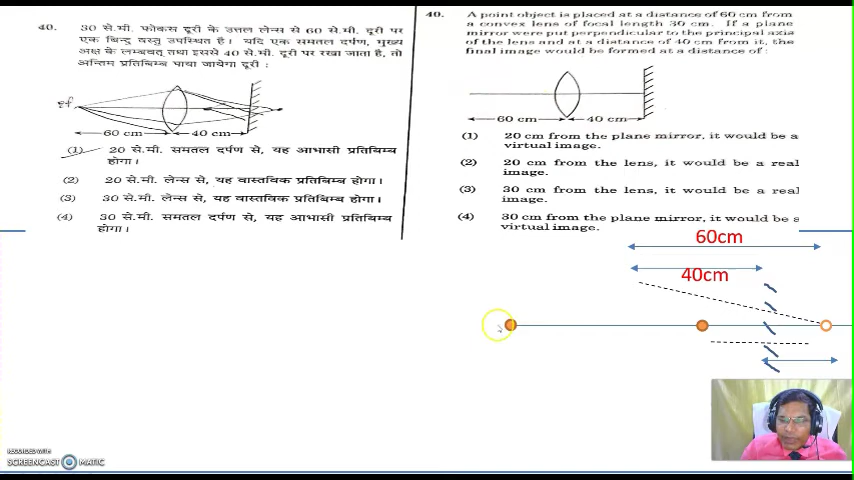 40. 30 से.मी. फोकस दूरी के उत्तल लेन्स से 60 से.मी. दूरी पर
एक बिन्दु वस्तु उपस्थित है। यदि एक समतल दर्पण, मुख्य
अक्ष के लम्बवत् तथा इससे 40 से.मी. दूरी पर रखा जाता है, तो
अन्तिम प्रतिबिम्ब पाया जायेगा दूरी :
60 cm 40 cm
(1) 20 से.मी. समतल दर्पण से, यह आभासी प्रतिबिम्ब
होगा।
(2) 20 से.मी. लेन्स से, यह वास्तविक प्रतिबिम्ब होगा।
(3) 30 से.मी. लेन्स से, यह वास्तविक प्रतिबिम्ब होगा।
(4) 30 से.मी. समतल दर्पण से, यह आभासी प्रतिबिम्ब
होगा।
40. A point object is placed at a distance of 60 cm from
a convex lens of focal length 30 cm. If a plane
mirror were put perpendicular to the principal axis
of the lens and at a distance of 40 cm from it, the
final image would be formed at a distance of :
60 cm 40 cm
(1) 20 cm from the plane mirror, it would be a
virtual image.
(2) 20 cm from the lens, it would be a real
image.
(3) 30 cm from the lens, it would be a real
image.
(4) 30 cm from the plane mirror, it would be a
virtual image.
60cm
40cm
RECORDED WITH
SCREENCAST MATIC